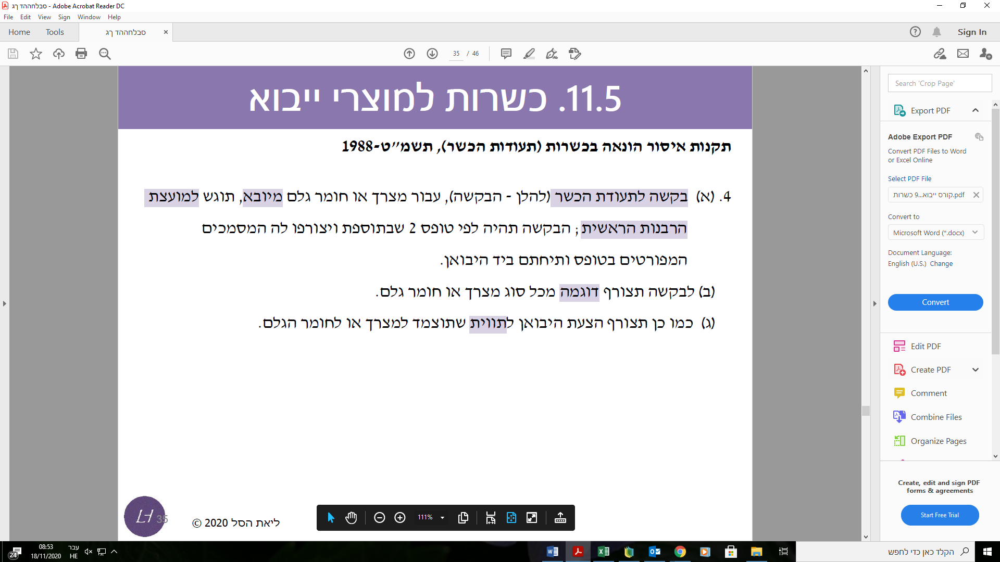 סבלחההד ךג - Adobe Acrobat Reader DC
File Edit View Sign Window Help
Home Tools סבלחההד ךג
Sign In
35 / 46
11.5. כשרות למוצרי ייבוא
תקנות איסור הונאה בכשרות (תעודות הכשר), תשמ״ט-1988
4. (א) בקשה לתעודת הכשר (להלן - הבקשה), עבור מצרך או חומר גלם מיובא, תוגש למועצת
הרבנות הראשית; הבקשה תהיה לפי טופס 2 שבתוספת ויצורפו לה המסמכים
המפורטים בטופס ותיחתם ביד היבואן.
(ב) לבקשה תצורף דוגמה מכל סוג מצרך או חומר גלם.
(ג) כמו כן תצורף הצעת היבואן לתווית שתוצמד למצרך או לחומר הגלם.
LH 35
ליאת הסל 2020 ©
111%
Search 'Crop Page'
Export PDF
Adobe Export PDF
Convert PDF Files to Word
or Excel Online
Select PDF File
קורס ייבוא...9 כשרות.pdf
Convert to
Microsoft Word (*.docx)
Document Language:
English (U.S.) Change
Convert
Edit PDF
Create PDF
Comment
Combine Files
Organize Pages
Create, edit and sign PDF
forms & agreements
Start Free Trial
24
08:53
18/11/2020
עבר
HE
הקלד כאן כדי לחפש